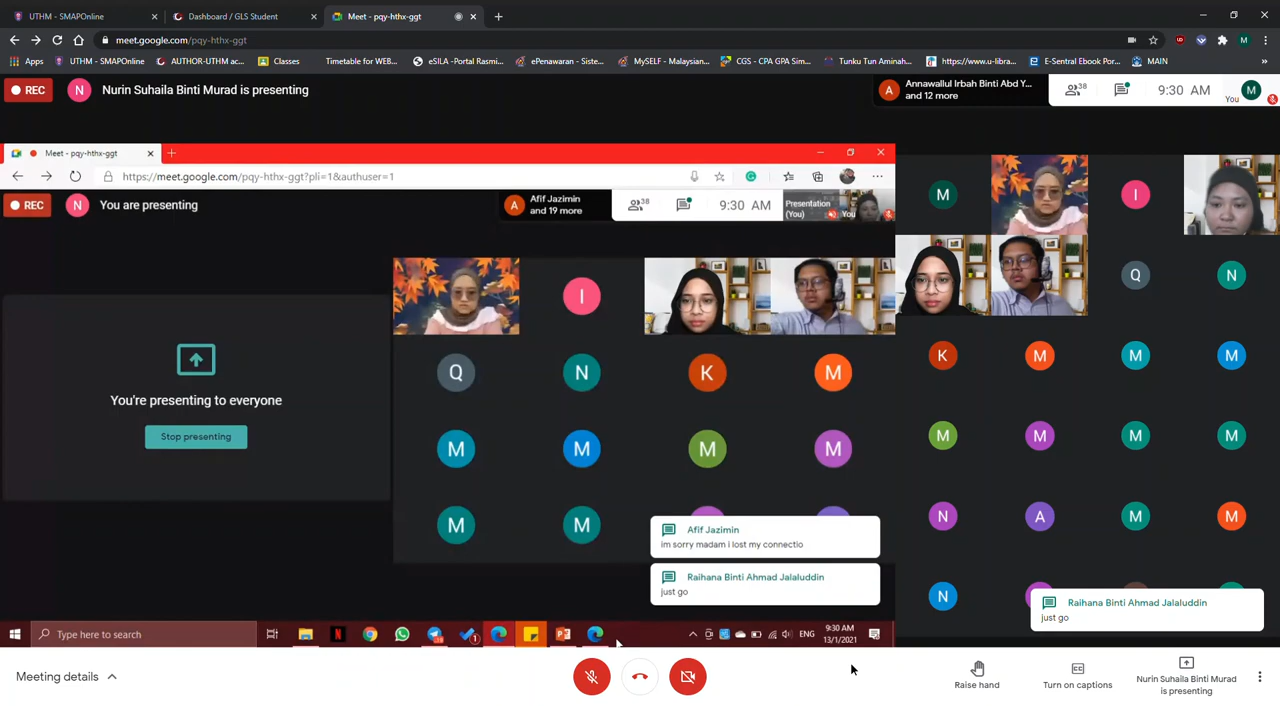 UTHM - SMAPOnline
Dashboard / GLS Student
Meet - pqy-hthx-ggt
meet.google.com/pqy-hthx-ggt
M
Apps
UTHM - SMAPOnline
AUTHOR-UTHM ac...
Classes
Timetable for WEB...
eSILA -Portal Rasmi...
ePenawaran - Siste...
MySELF - Malaysian...
CGS - CPA GPA Sim...
Tunku Tun Aminah...
https://www.u-libra...
E-Sentral Ebook Por...
MAIN
»
REC
N
Nurin Suhaila Binti Murad is presenting
A
Annawallul Irbah Binti Abd Y...
and 12 more
38
9:30 AM
You
M
Meet - pqy-hthx-ggt
https://meet.google.com/pqy-hthx-ggt?pli=1&authuser=1
REC
N
You are presenting
A
Afif Jazimin
and 19 more
38
9:30 AM
Presentation
(You)
You
You're presenting to everyone
Stop presenting
I
Q
N
K
M
M
M
M
M
M
M
Afif Jazimin
im sorry madam i lost my connectio
Raihana Binti Ahmad Jalaluddin
just go
Type here to search
ENG
9:30 AM
13/1/2021
M
I
Q
N
K
M
M
M
M
M
M
M
N
A
M
M
N
Raihana Binti Ahmad Jalaluddin
just go
Meeting details
Raise hand
CC
Turn on captions
Nurin Suhaila Binti Murad
is presenting